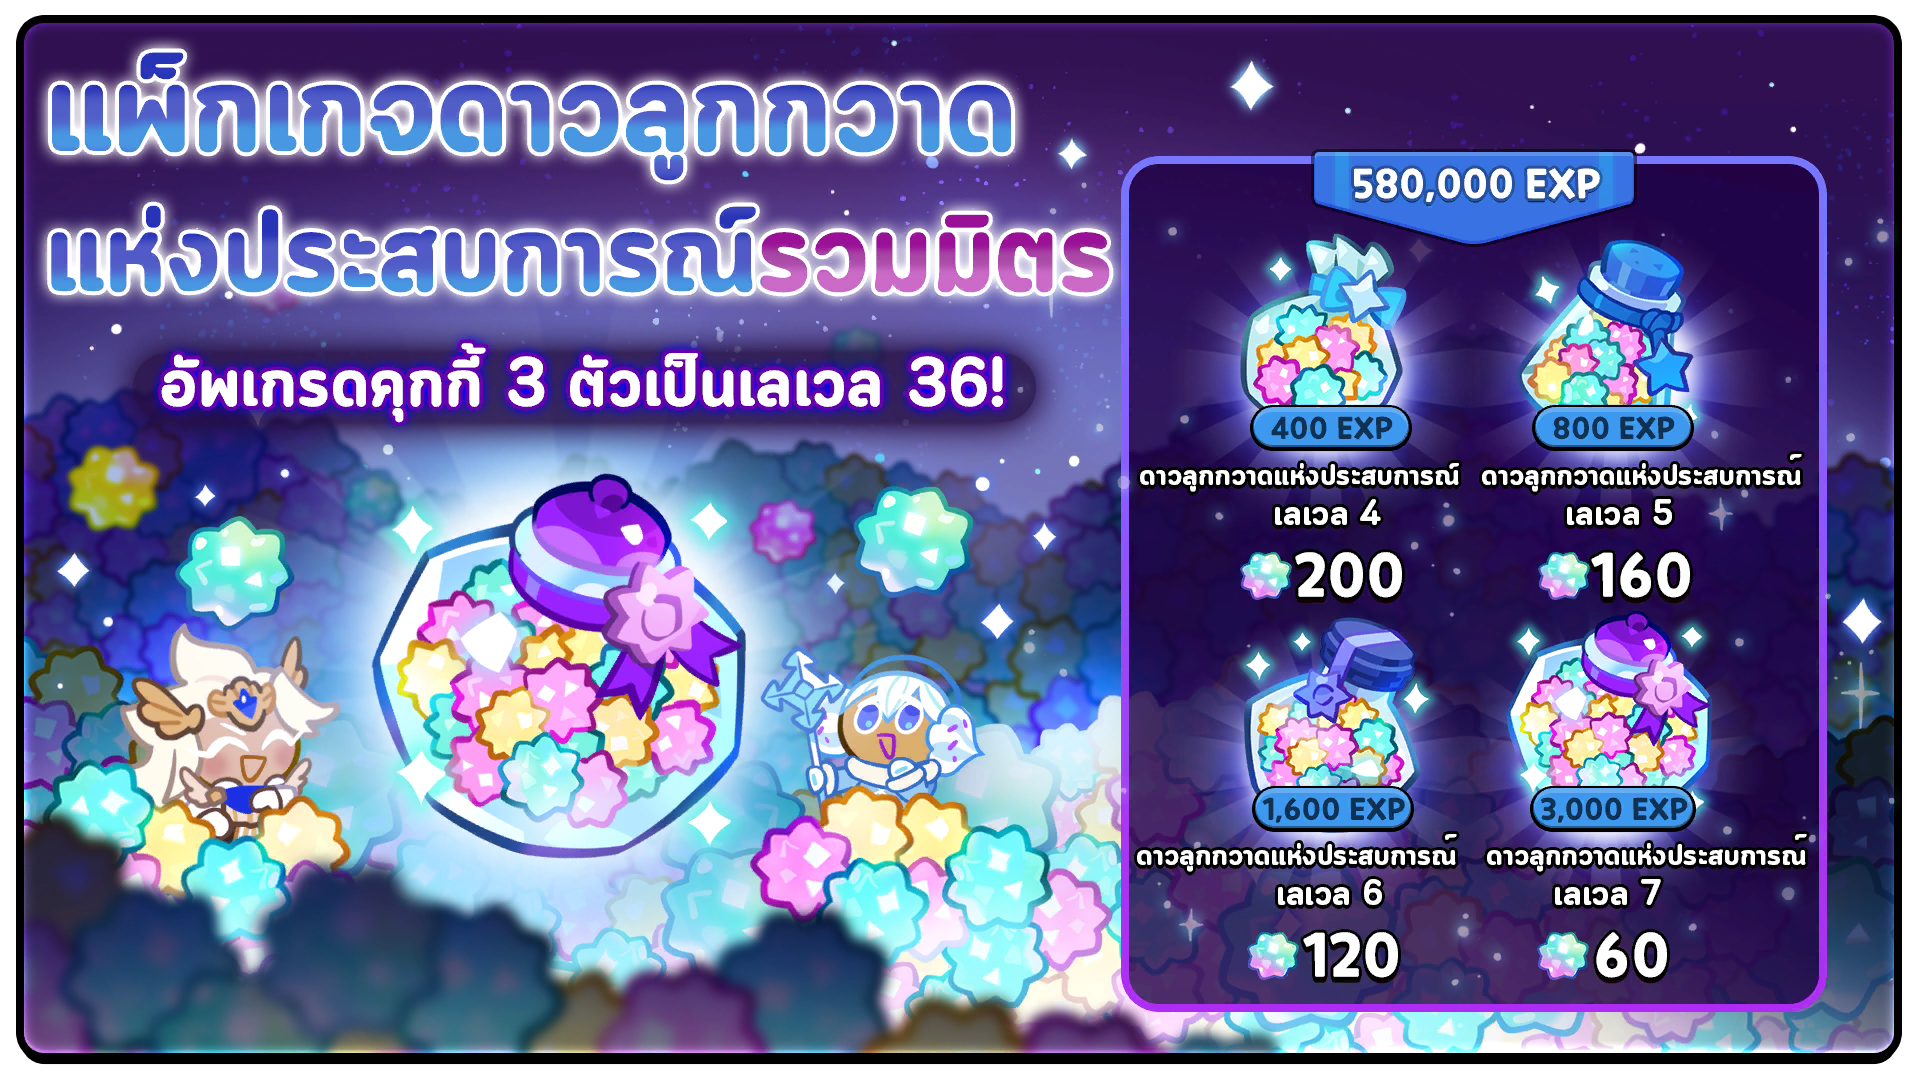 แพ็กเกจดาวลูกกวาด
แห่งประสบการณ์รวมมิตร
อัพเกรดคุกกี้ 3 ตัวเป็นเลเวล 36!
580,000 EXP
400 EXP
ดาวลูกกวาดแห่งประสบการณ์
เลเวล 4
200
800 EXP
ดาวลูกกวาดแห่งประสบการณ์
เลเวล 5
160
1,600 EXP
ดาวลูกกวาดแห่งประสบการณ์
เลเวล 6
120
3,000 EXP
ดาวลูกกวาดแห่งประสบการณ์
เลเวล 7
60